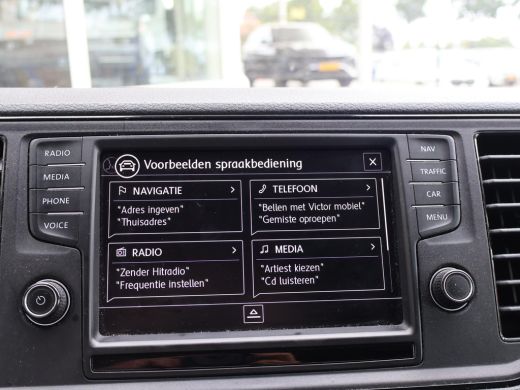 RADIO
MEDIA
PHONE
VOICE
Voorbeelden spraakbediening
NAVIGATIE
"Adres ingeven"
"Thuisadres"
TELEFOON
"Bellen met Victor mobiel"
"Gemiste oproepen"
RADIO
"Zender Hitradio"
"Frequentie instellen"
MEDIA
"Artiest kiezen"
"Cd luisteren"
NAV
TRAFFIC
CAR
MENU